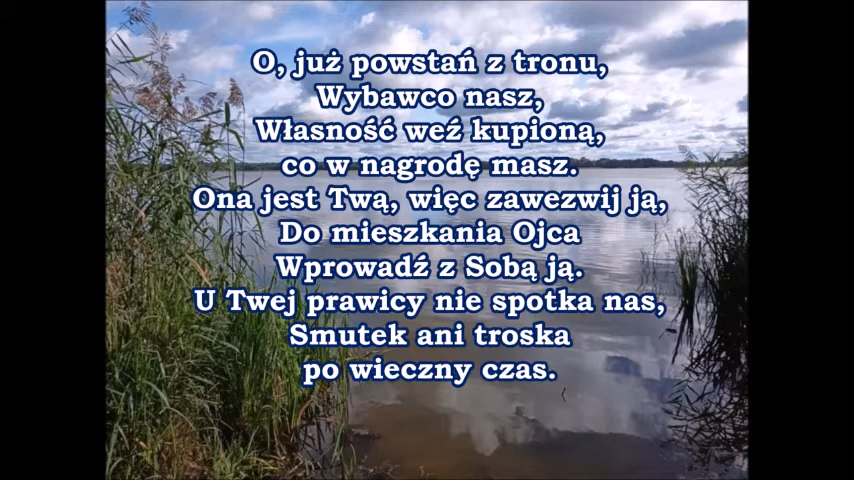 O, już powstań z tronu,
Wybawco nasz,
Własność weź kupioną,
co w nagrodę masz.
Ona jest Twą, więc zawezwij ją,
Do mieszkania Ojca
Wprowadź z Sobą ją.
U Twej prawicy nie spotka nas,
Smutek ani troska
po wieczny czas.